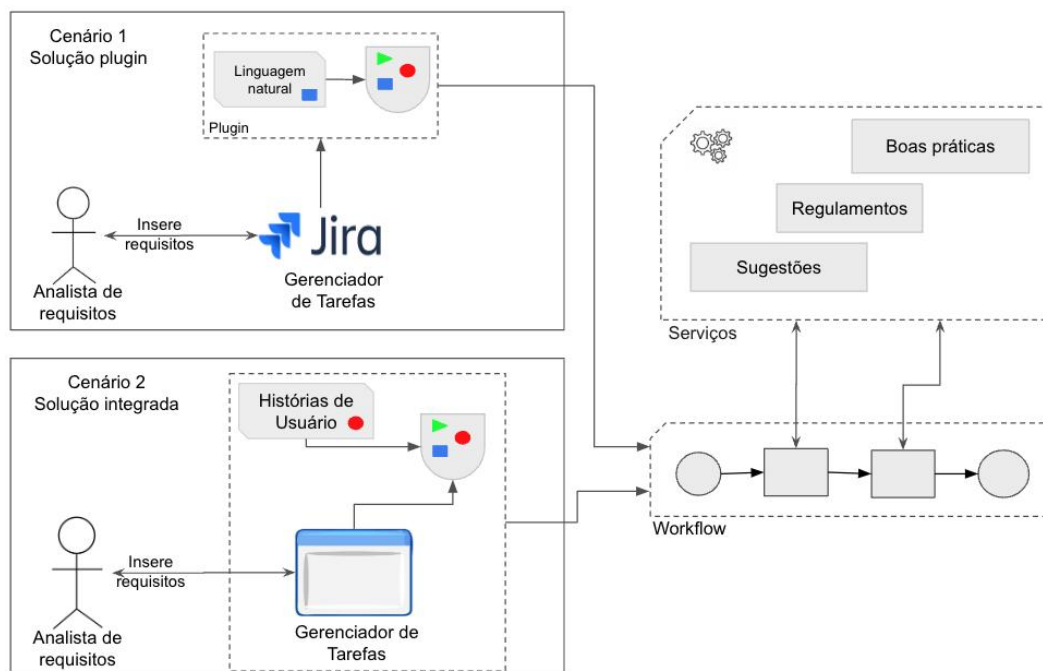 Cenário 1
Solução plugin
Linguagem
natural
Plugin
Insere
requisitos
Jira
Gerenciador
de Tarefas
Analista de
requisitos
Cenário 2
Solução integrada
Histórias de
Usuário
Insere
requisitos
Gerenciador de
Tarefas
Analista de
requisitos
Boas práticas
Regulamentos
Sugestões
Serviços
Workflow